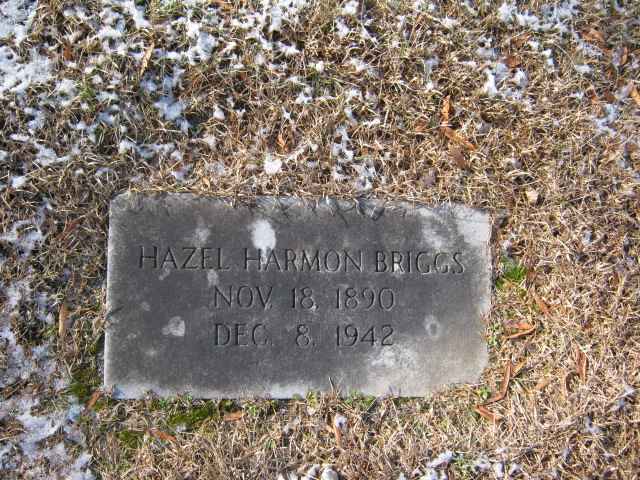 HAZEL HARMON BRIGGS
NOV. 18, 1890
DEC. 8, 1942